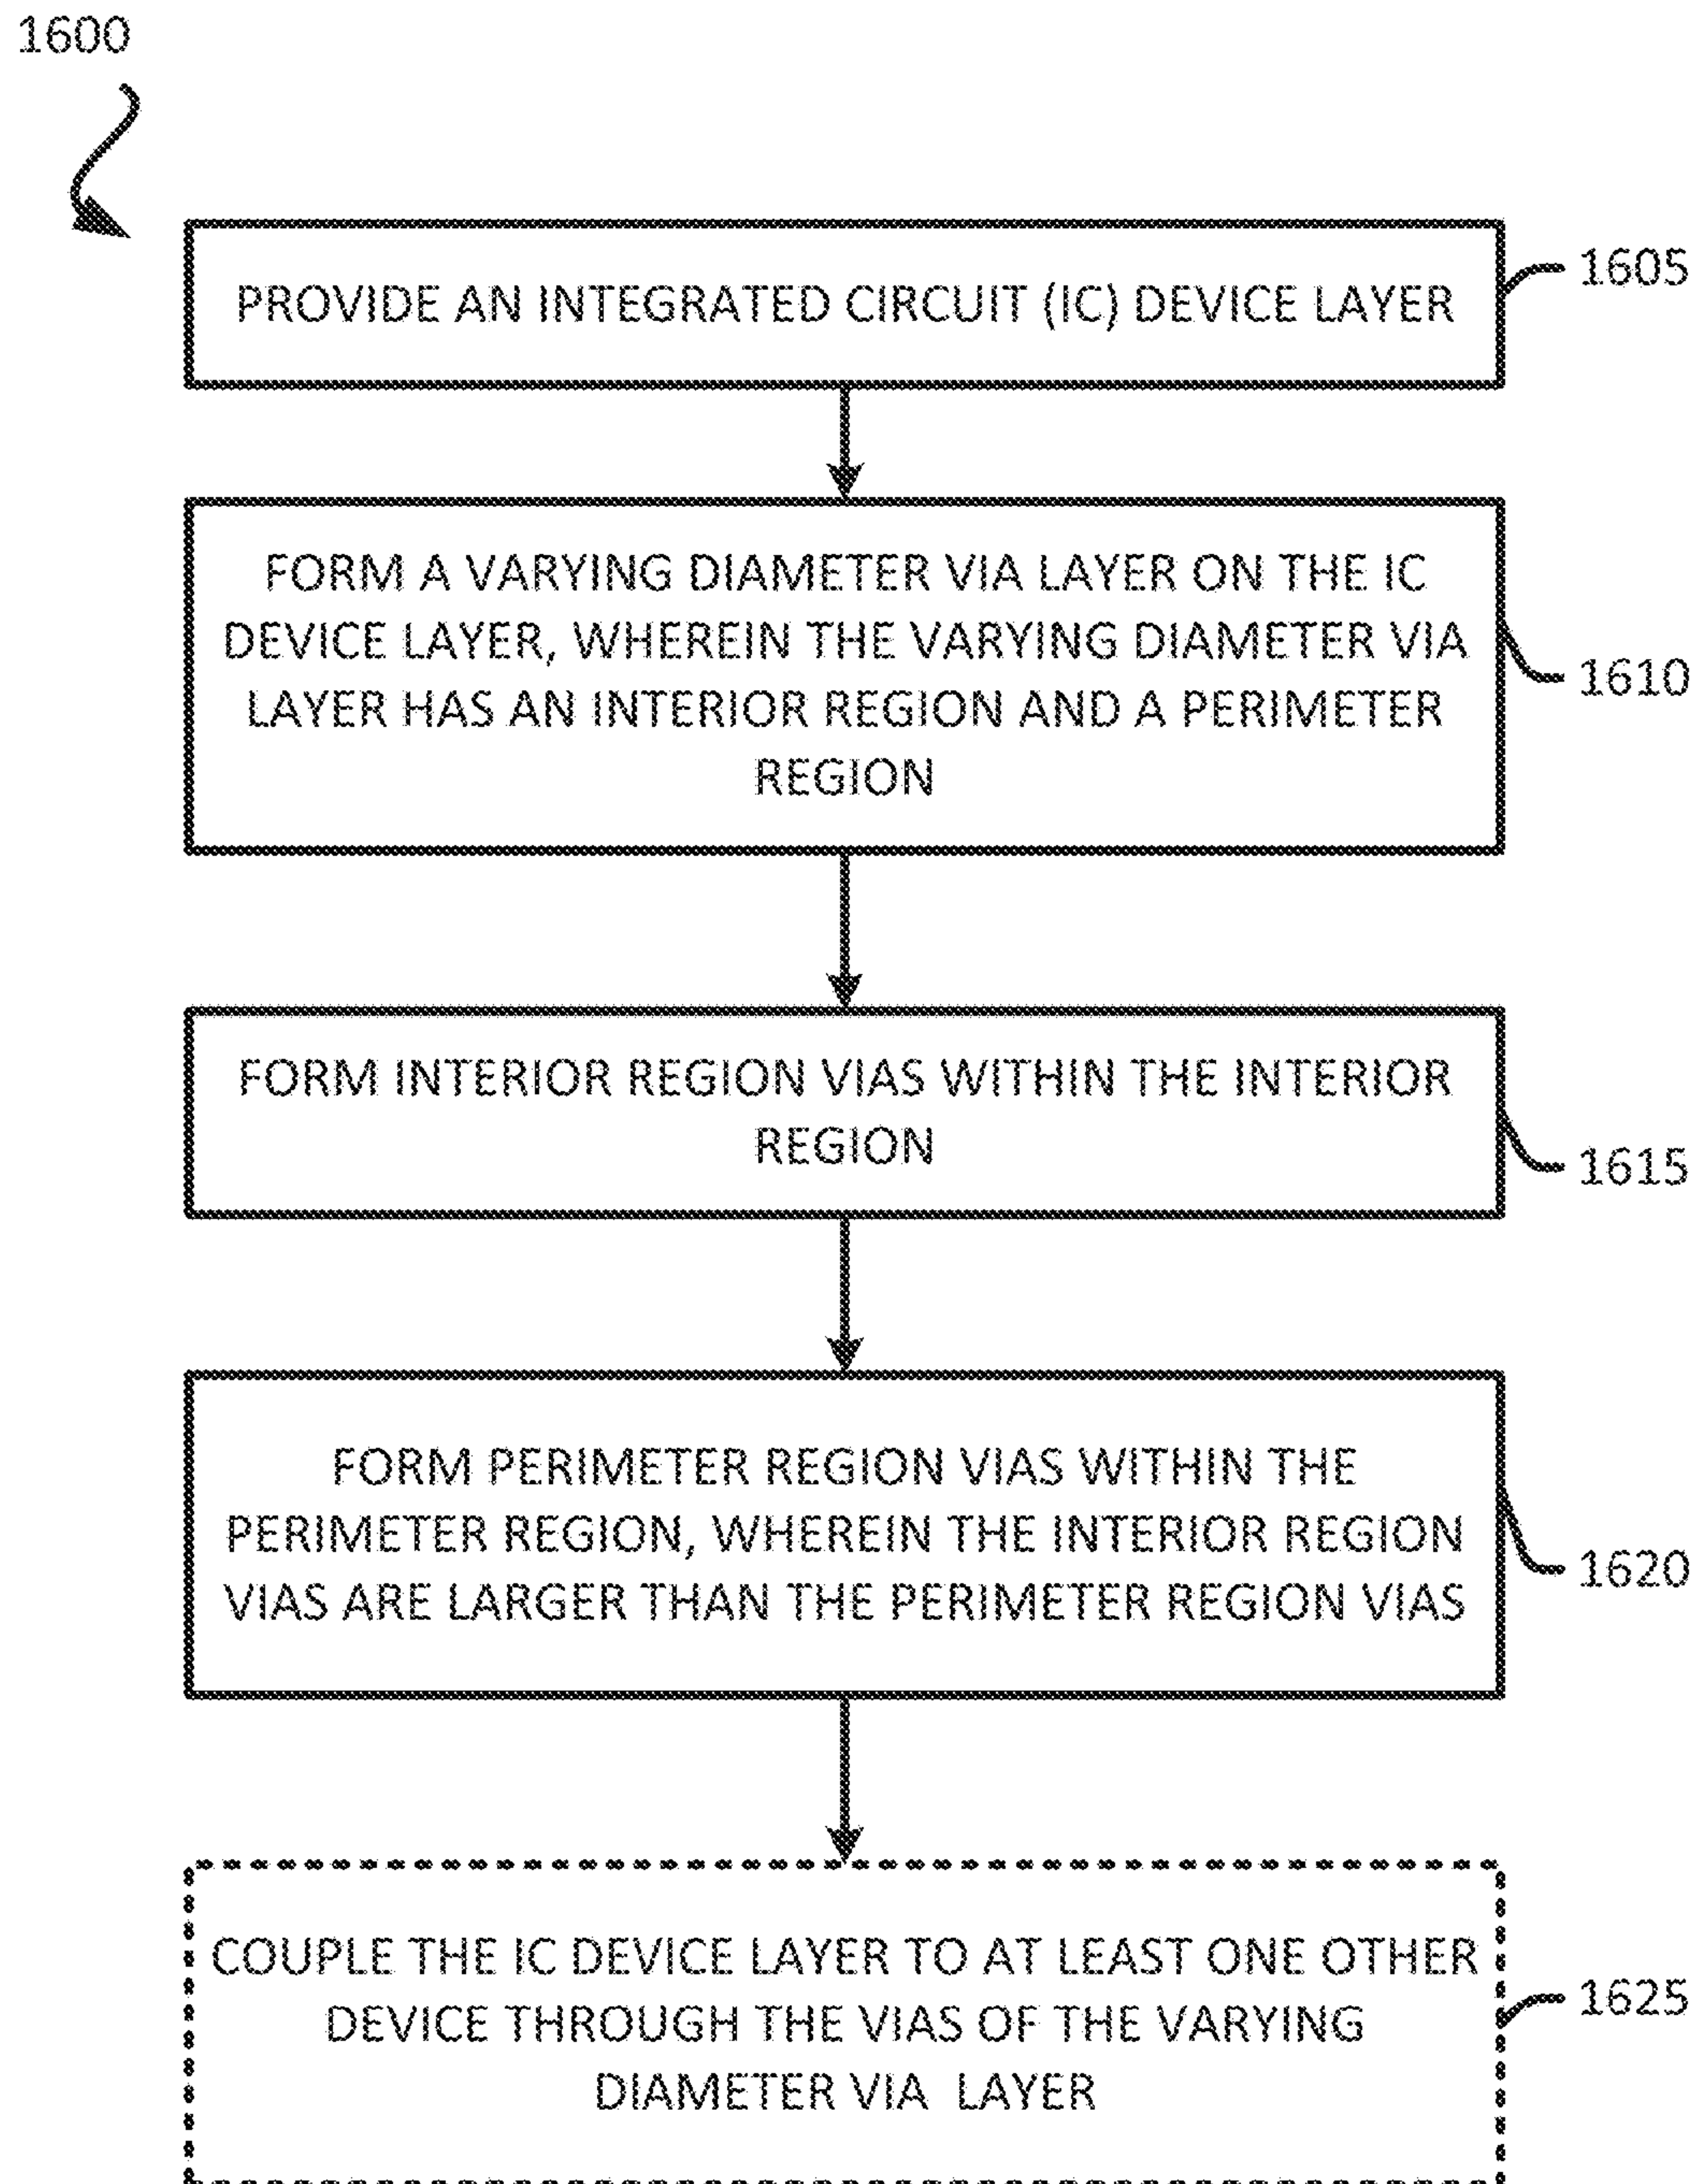 1600
PROVIDE AN INTEGRATED CIRCUIT (IC) DEVICE LAYER
1605
FORM A VARYING DIAMETER VIA LAYER ON THE IC
DEVICE LAYER, WHEREIN THE VARYING DIAMETER VIA
LAYER HAS AN INTERIOR REGION AND A PERIMETER
REGION
1610
FORM INTERIOR REGION VIAS WITHIN THE INTERIOR
REGION
1615
FORM PERIMETER REGION VIAS WITHIN THE
PERIMETER REGION, WHEREIN THE INTERIOR REGION
VIAS ARE LARGER THAN THE PERIMETER REGION VIAS
1620
COUPLE THE IC DEVICE LAYER TO AT LEAST ONE OTHER
DEVICE THROUGH THE VIAS OF THE VARYING
DIAMETER VIA LAYER
1625